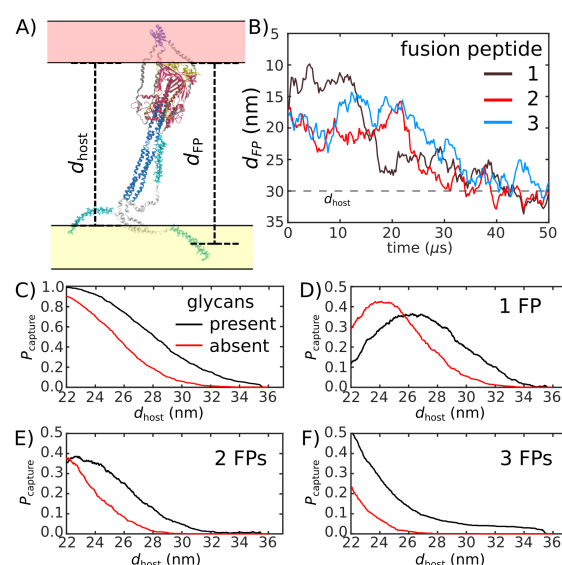 A)
d_host
d_FP
B)
fusion peptide
1
2
3
d_FP (nm)
5
10
15
20
25
30
35
d_host
0 10 20 30 40 50
time (μs)
C)
glycans
present
absent
P_capture
1.0
0.8
0.6
0.4
0.2
0.0
22 24 26 28 30 32 34 36
d_host (nm)
D)
1 FP
P_capture
0.5
0.4
0.3
0.2
0.1
0.0
22 24 26 28 30 32 34 36
d_host (nm)
E)
2 FPs
P_capture
0.5
0.4
0.3
0.2
0.1
0.0
22 24 26 28 30 32 34 36
d_host (nm)
F)
3 FPs
P_capture
0.5
0.4
0.3
0.2
0.1
0.0
22 24 26 28 30 32 34 36
d_host (nm)